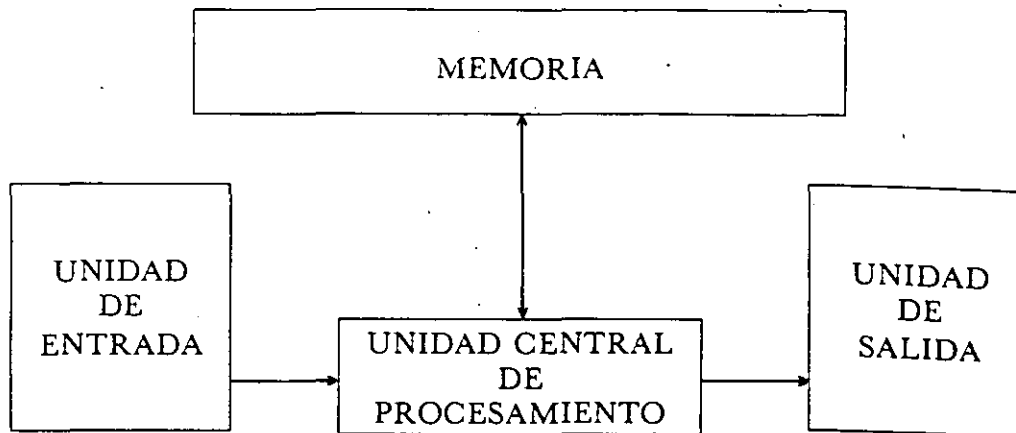 MEMORIA
UNIDAD
DE
ENTRADA
UNIDAD CENTRAL
DE
PROCESAMIENTO
UNIDAD
DE
SALIDA